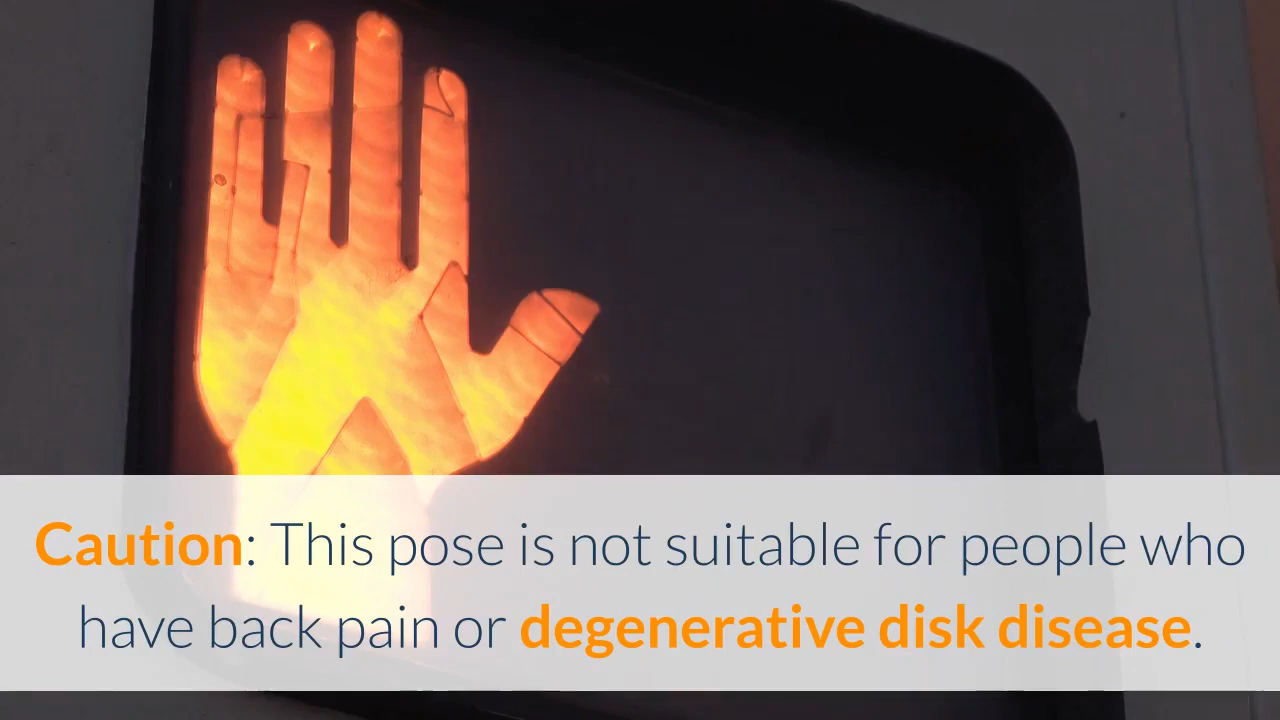 Caution: This pose is not suitable for people who
have back pain or degenerative disk disease.